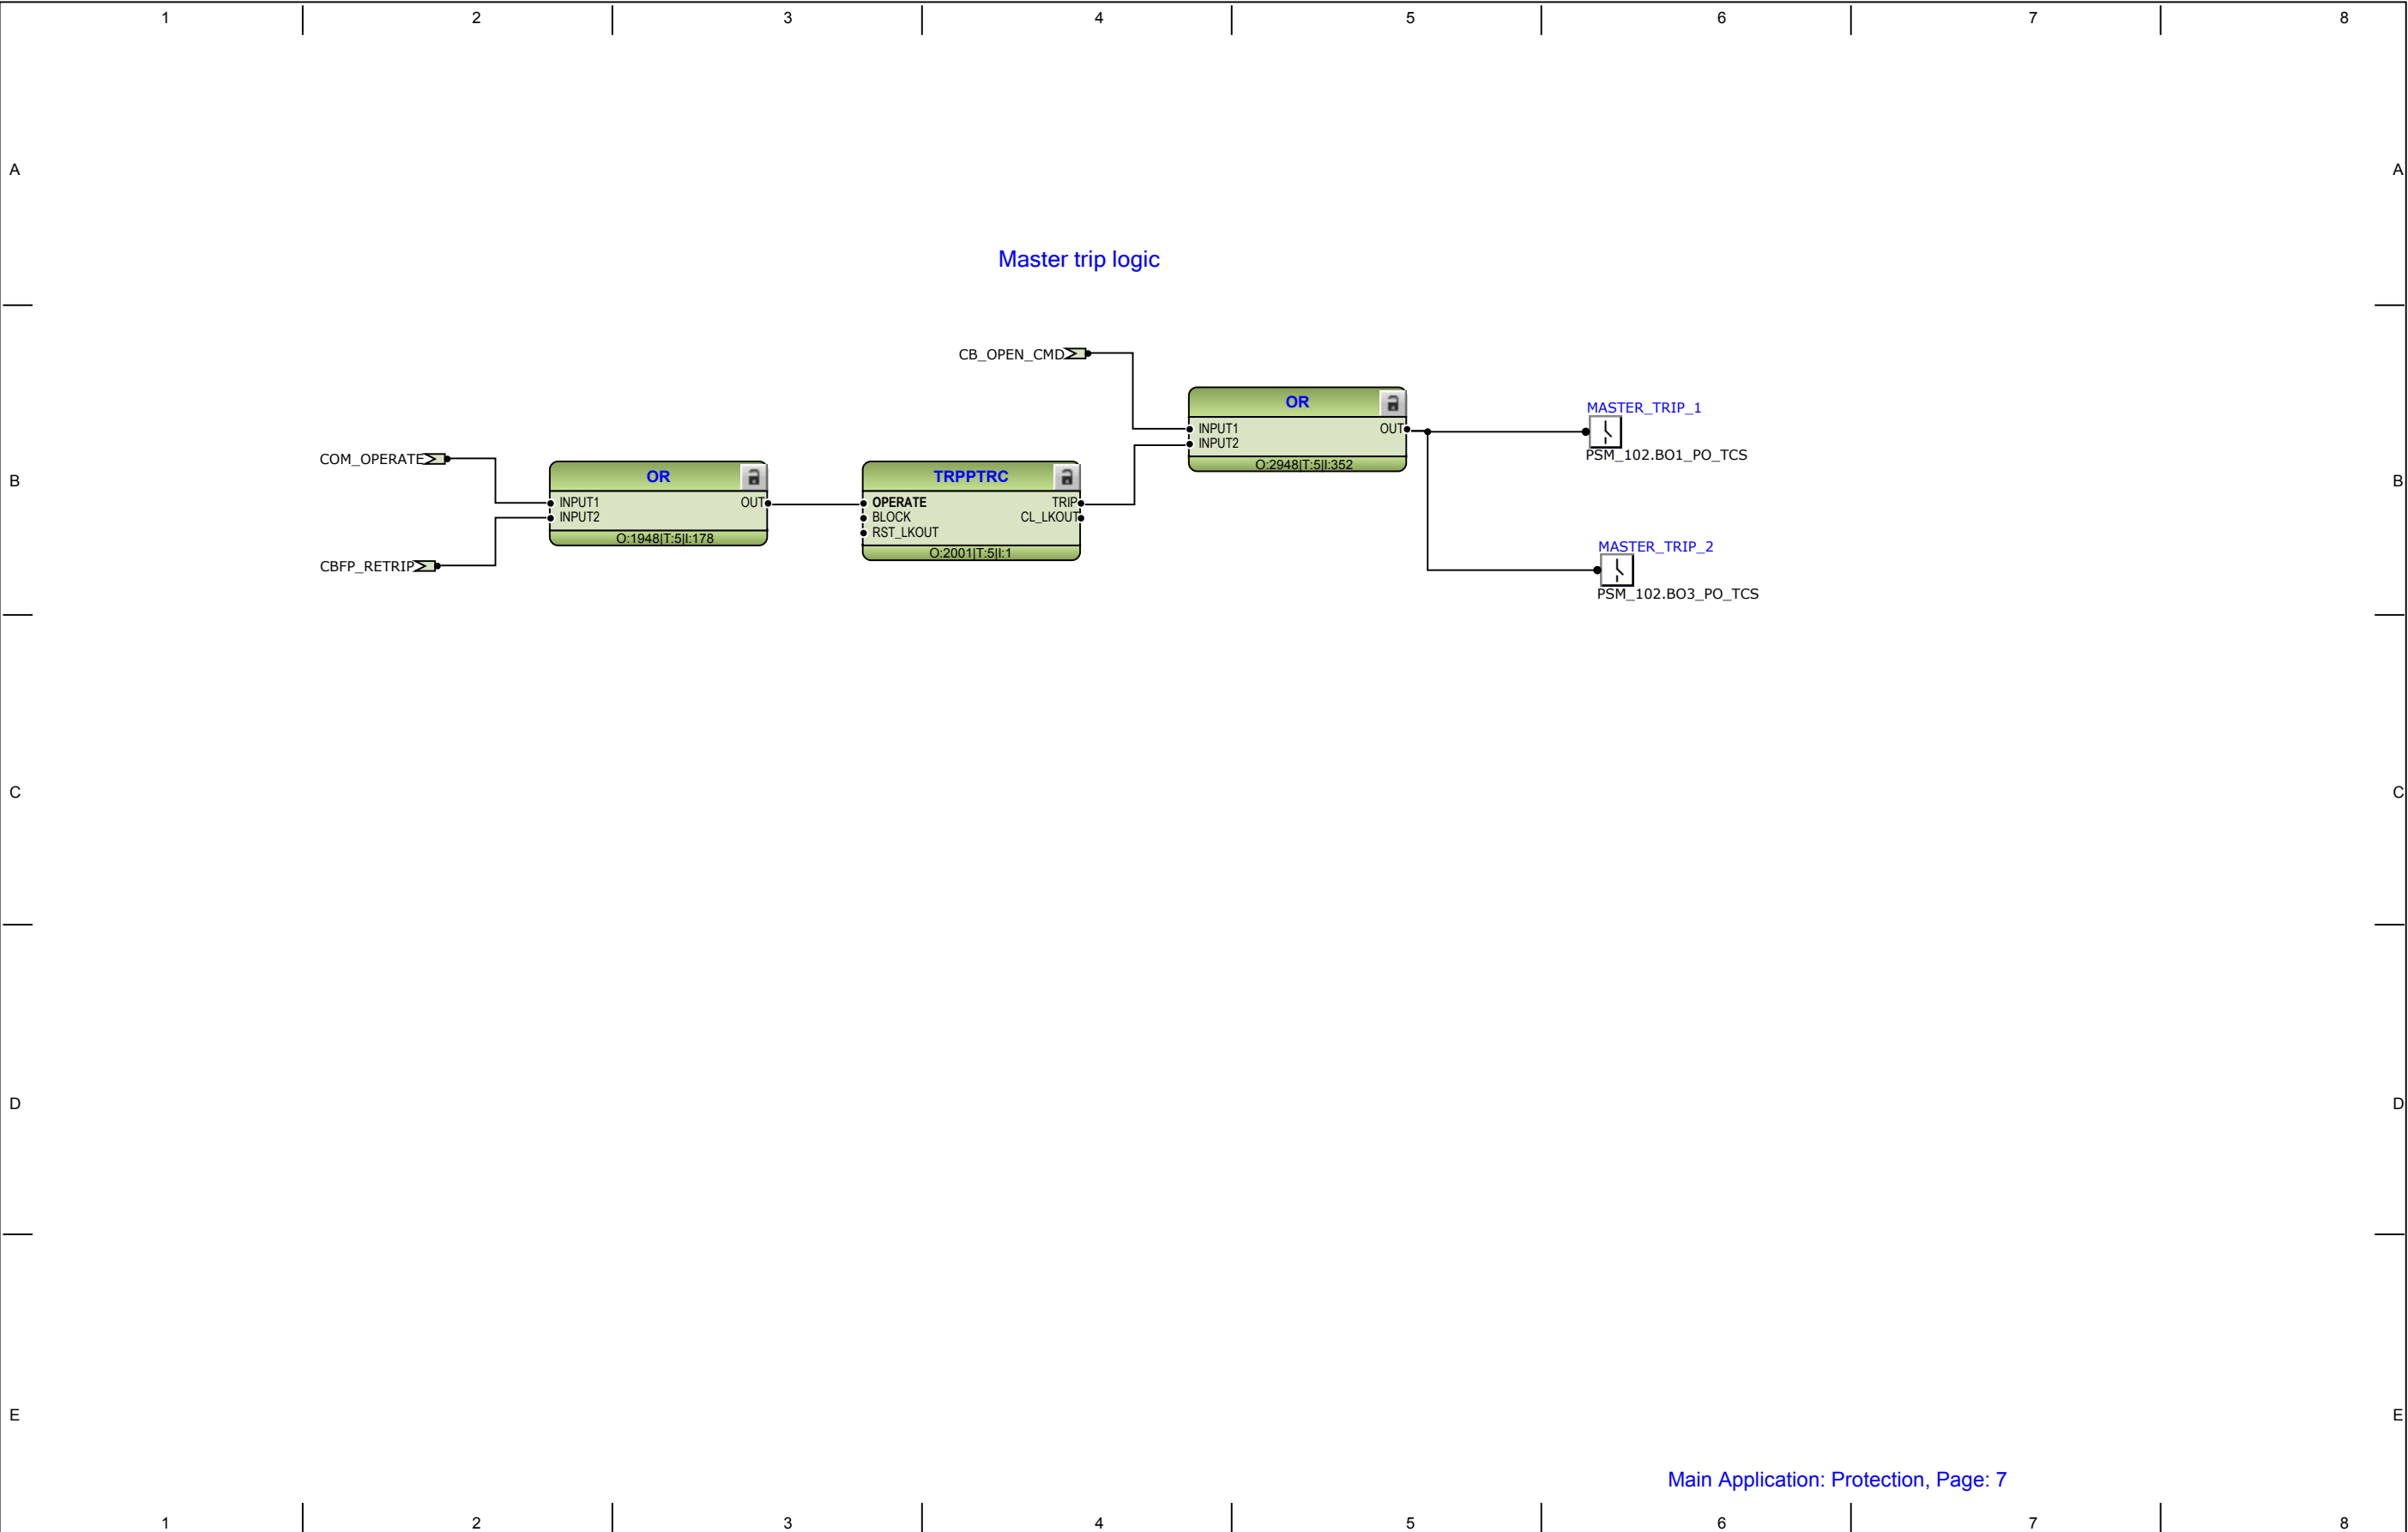 1 2 3 4 5 6 7 8
A A
Master trip logic
CB_OPEN_CMD
OR
INPUT1 OUT
INPUT2
O:2948|T:5|I:352
MASTER_TRIP_1
PSM_102.BO1_PO_TCS
COM_OPERATE
B B
OR
INPUT1 OUT
INPUT2
O:1948|T:5|I:178
TRPPTRC
OPERATE TRIP
BLOCK CL_LKOUT
RST_LKOUT
O:2001|T:5|I:1
CBFP_RETRIP
MASTER_TRIP_2
PSM_102.BO3_PO_TCS
C C
D D
E E
Main Application: Protection, Page: 7
1 2 3 4 5 6 7 8